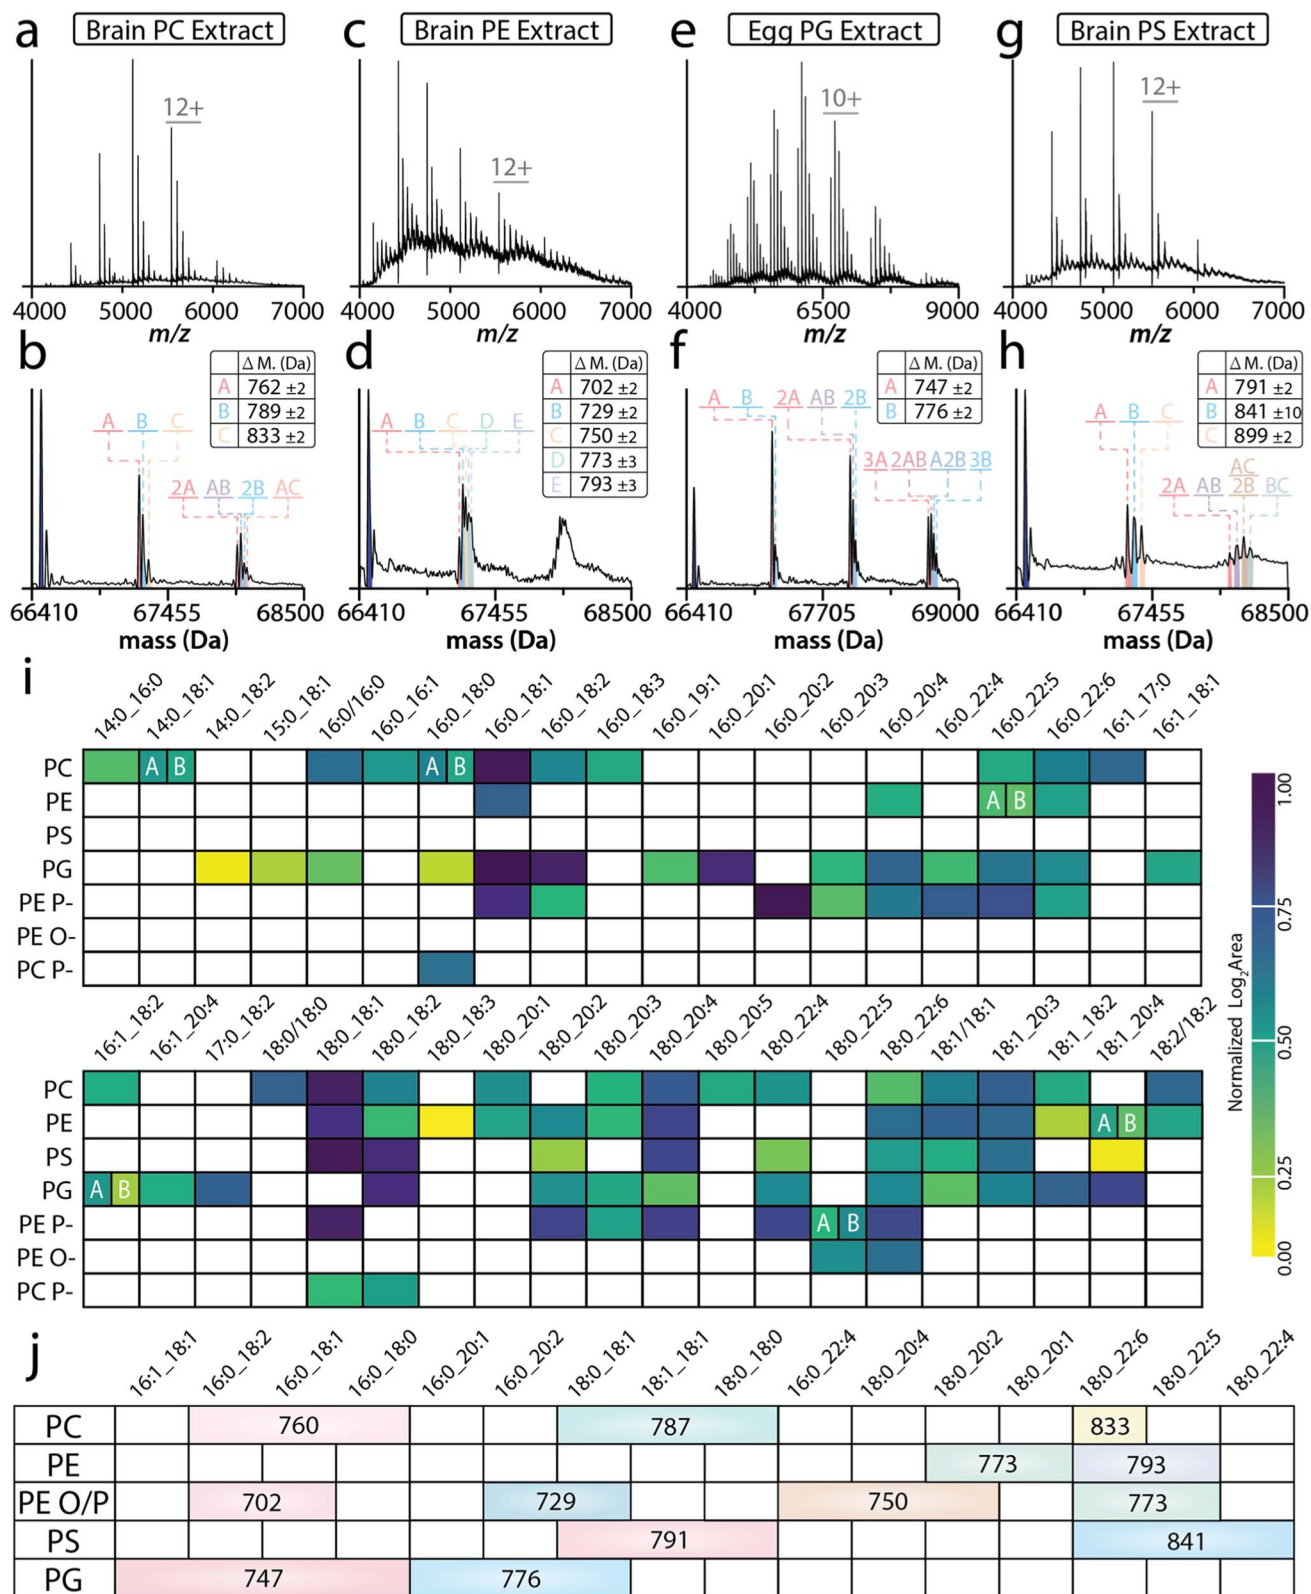 a Brain PC Extract c Brain PE Extract e Egg PG Extract g Brain PS Extract
12+ 12+ 10+ 12+
4000 5000 6000 7000 4000 5000 6000 7000 4000 6500 9000 4000 5000 6000 7000
m/z m/z m/z m/z
b d f h
Δ M. (Da)
A 762 ±2
B 789 ±2
C 833 ±2
A B C
2A AB 2B AC
Δ M. (Da)
A 702 ±2
B 729 ±2
C 750 ±2
D 773 ±3
E 793 ±3
A B C D E
Δ M. (Da)
A 747 ±2
B 776 ±2
A B 2A AB 2B
3A 2AB A2B 3B
Δ M. (Da)
A 791 ±2
B 841 ±10
C 899 ±2
A B C
AC
2A AB 2B BC
66410 67455 68500 66410 67455 68500 66410 67705 69000 66410 67455 68500
mass (Da) mass (Da) mass (Da) mass (Da)
i
14:0_16:0 14:0_18:1 14:0_18:2 15:0_18:1 16:0/16:0 16:0_16:1 16:0_18:0 16:0_18:1 16:0_18:2 16:0_18:3 16:0_19:1 16:0_20:1 16:0_20:2 16:0_20:3 16:0_20:4 16:0_22:4 16:0_22:5 16:0_22:6 16:1_17:0 16:1_18:1
PC A B A B
PE A B
PS
PG
PE P-
PE O-
PC P-
16:1_18:2 16:1_20:4 17:0_18:2 18:0/18:0 18:0_18:1 18:0_18:2 18:0_18:3 18:0_20:1 18:0_20:2 18:0_20:3 18:0_20:4 18:0_20:5 18:0_22:4 18:0_22:5 18:0_22:6 18:1/18:1 18:1_20:3 18:1_18:2 18:1_20:4 18:2/18:2
PC
PE A B
PS
PG A B
PE P- A B
PE O-
PC P-
Normalized Log2Area
1.00
0.75
0.50
0.25
0.00
j
16:1_18:1 16:0_18:2 16:0_18:1 16:0_18:0 16:0_20:1 16:0_20:2 18:0_18:1 18:1_18:1 18:0_18:0 16:0_22:4 18:0_20:4 18:0_20:2 18:0_20:1 18:0_22:6 18:0_22:5 18:0_22:4
PC 760 787 833
PE 773 793
PE O/P 702 729 750 773
PS 791 841
PG 747 776